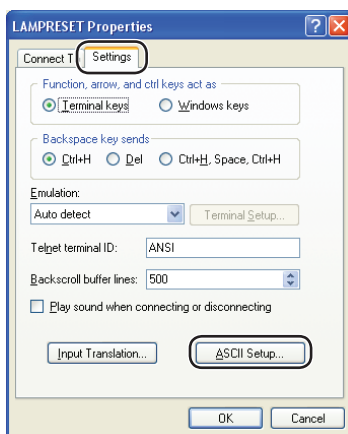 LAMPRESET Properties
Connect T Settings
Function, arrow, and ctrl keys act as
Terminal keys Windows keys
Backspace key sends
Ctrl+H Del Ctrl+H, Space, Ctrl+H
Emulation:
Auto detect Terminal Setup...
Telnet terminal ID: ANSI
Backscroll buffer lines: 500
Play sound when connecting or disconnecting
Input Translation... ASCII Setup...
OK Cancel